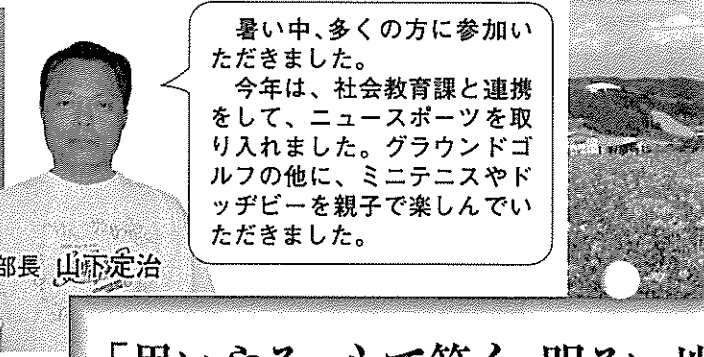 暑い中、多くの方に参加い
ただきました。
今年は、社会教育課と連携
をして、ニュースポーツを取
り入れました。グラウンドゴ
ルフの他に、ミニテニスやド
ッヂビーを親子で楽しんでい
ただきました。
部長 山下定治